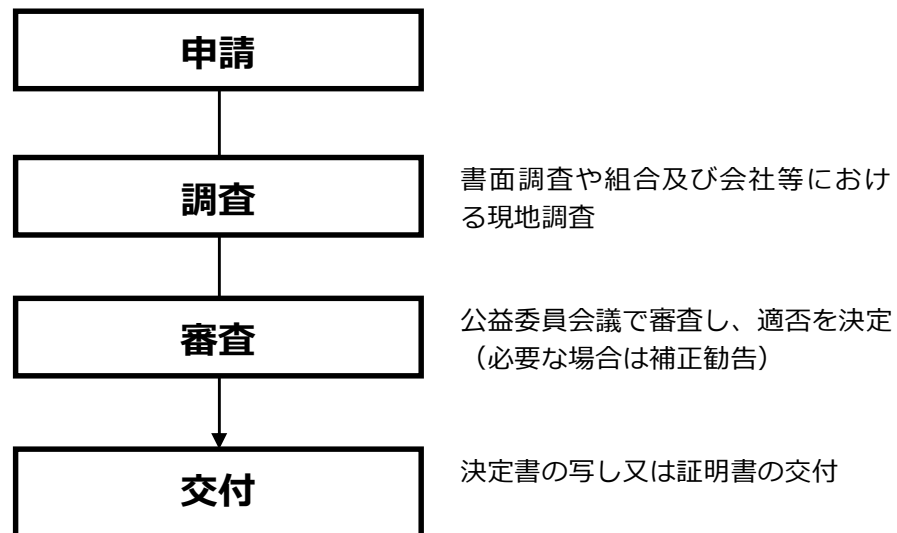 申請
調査
書面調査や組合及び会社等におけ
る現地調査
審査
公益委員会議で審査し、適否を決定
（必要な場合は補正勧告）
交付
決定書の写し又は証明書の交付